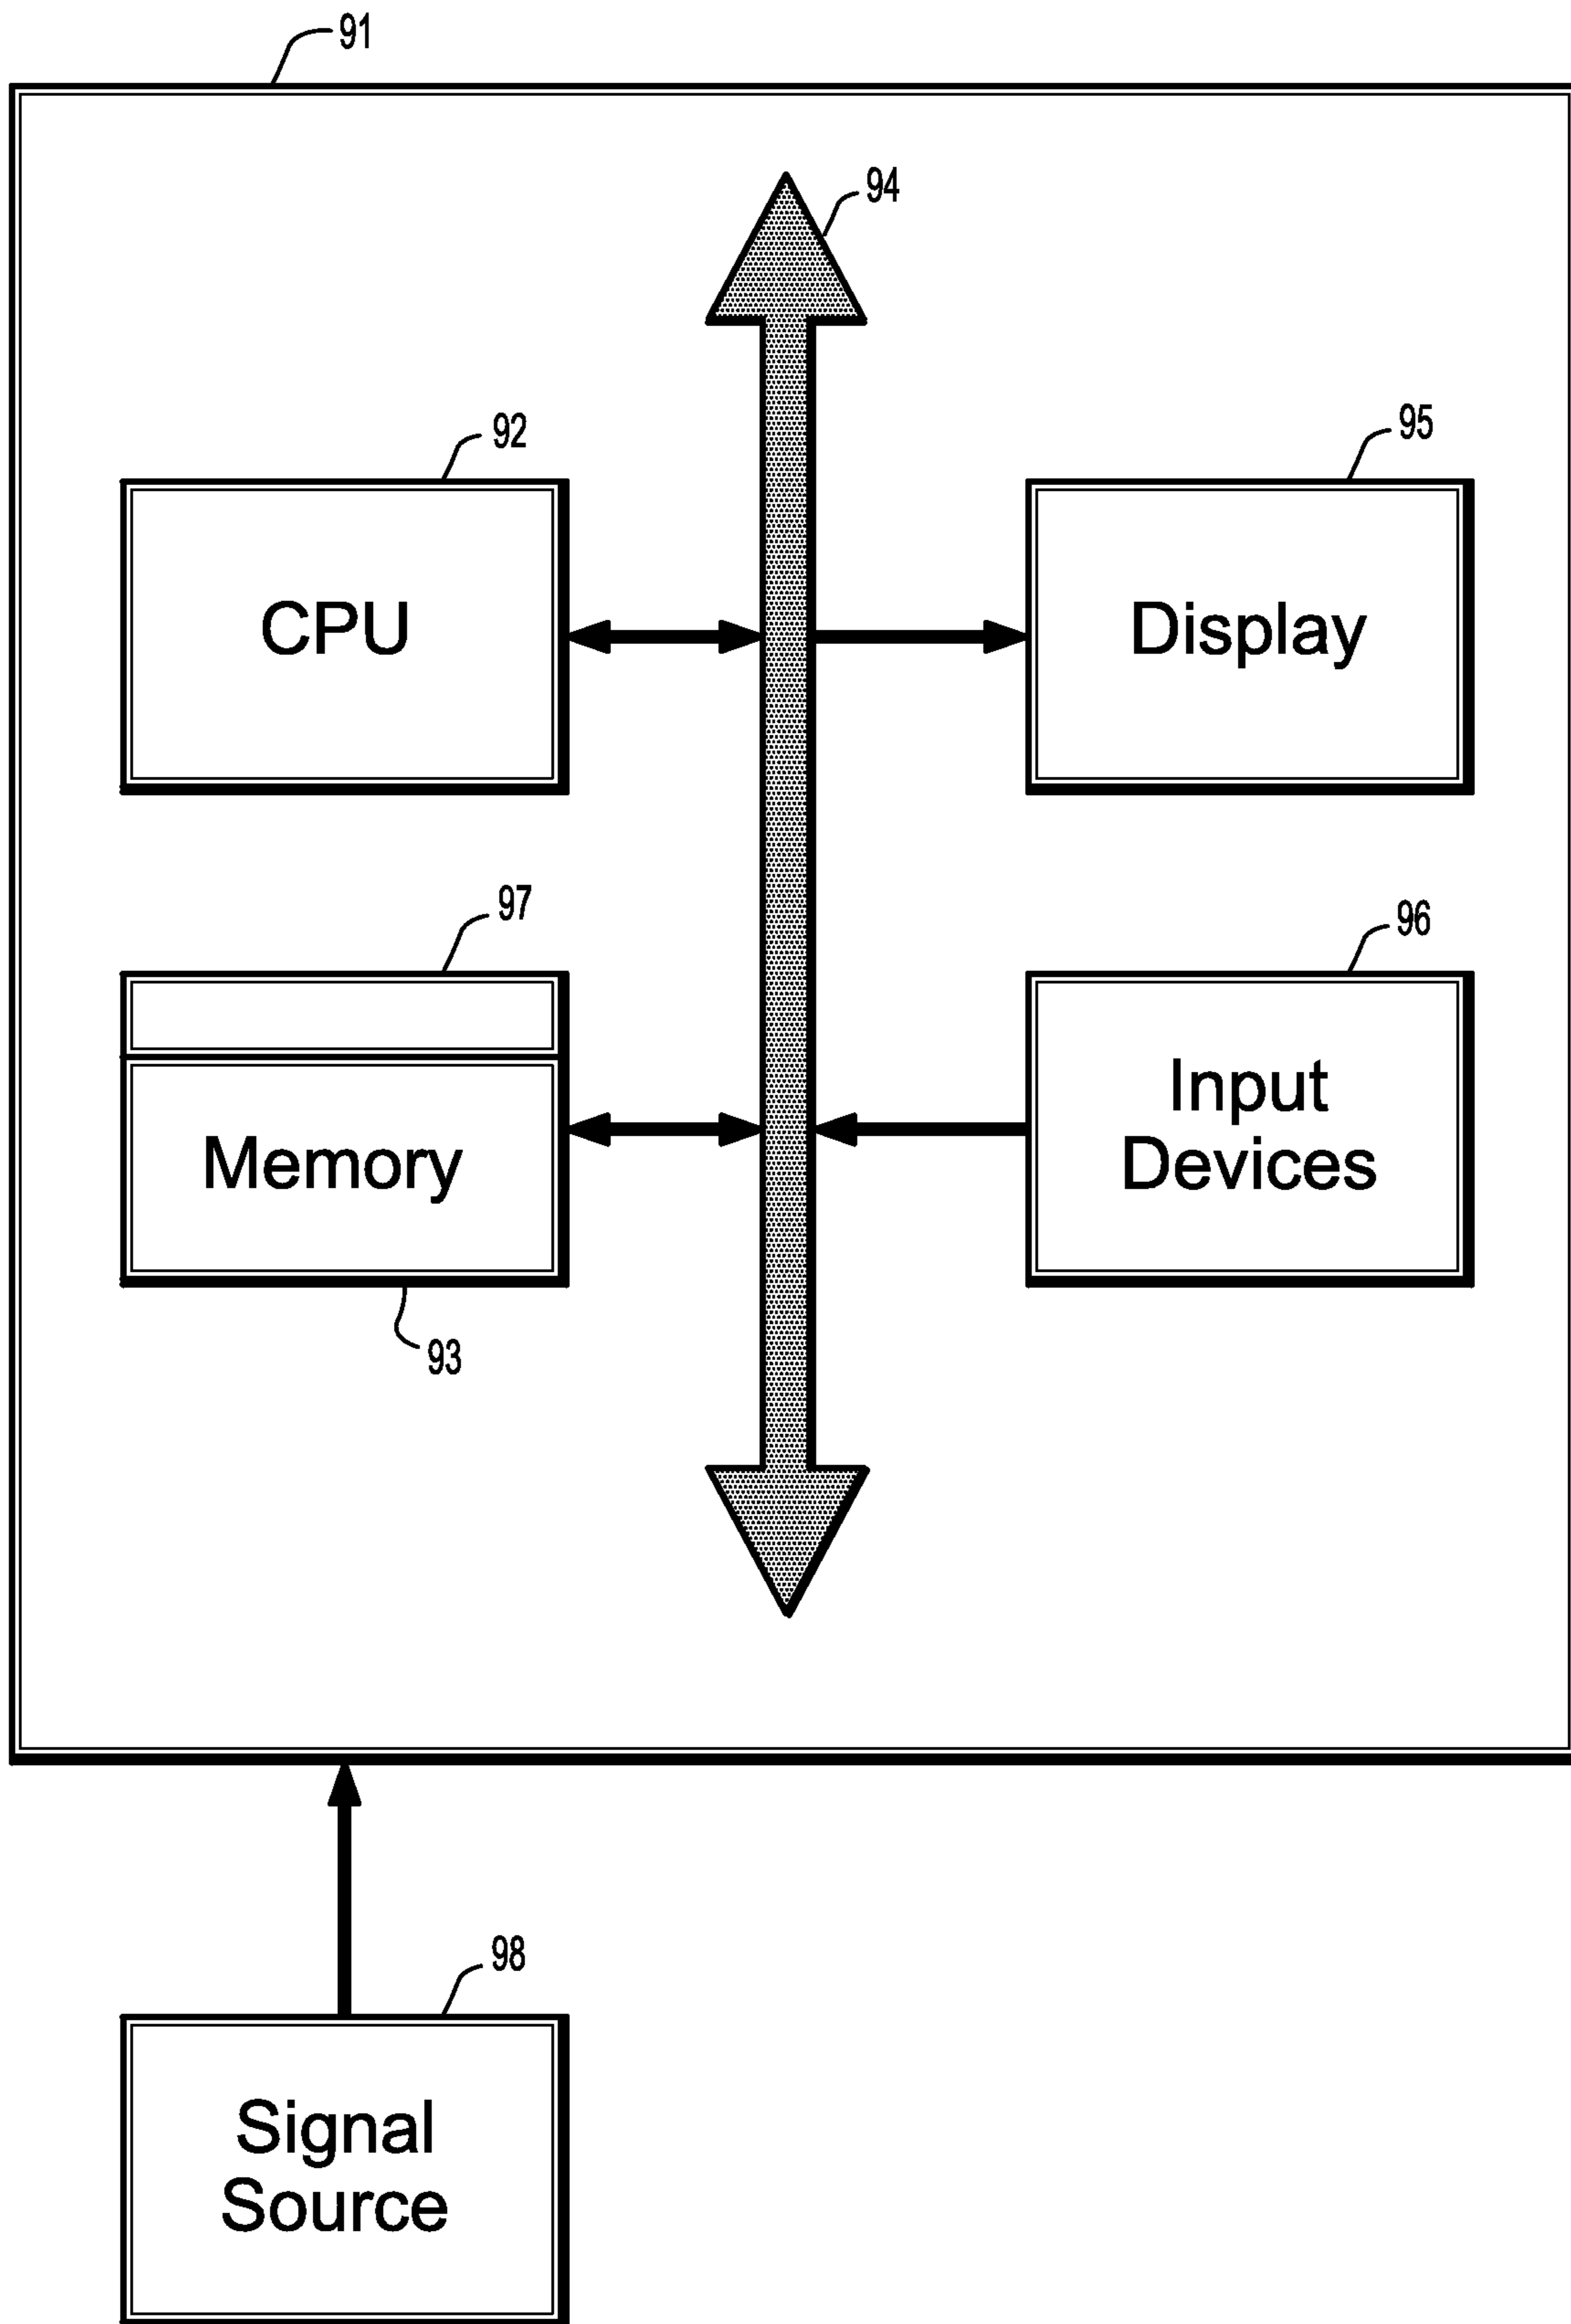 91
94
92
CPU
95
Display
97
Memory
93
96
Input
Devices
98
Signal
Source